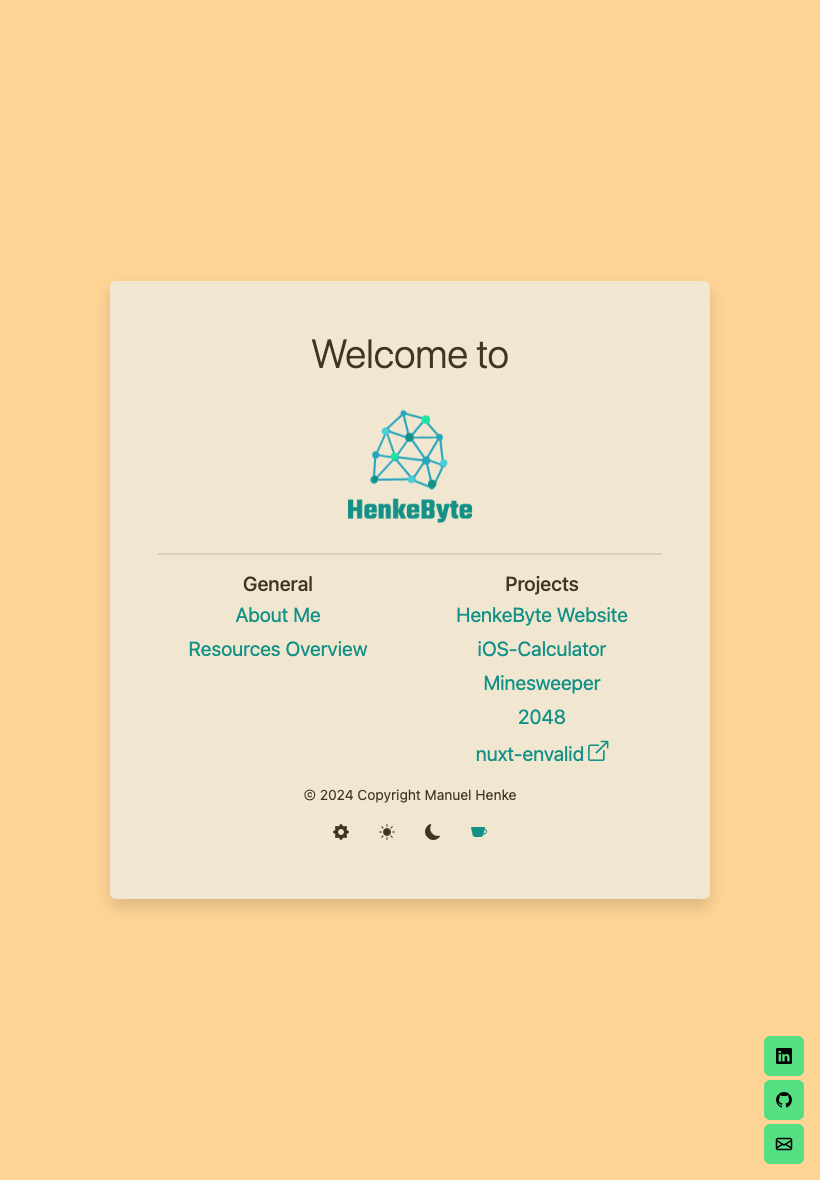 Welcome to
HenkeByte
General
About Me
Resources Overview
Projects
HenkeByte Website
iOS-Calculator
Minesweeper
2048
nuxt-envalid
© 2024 Copyright Manuel Henke